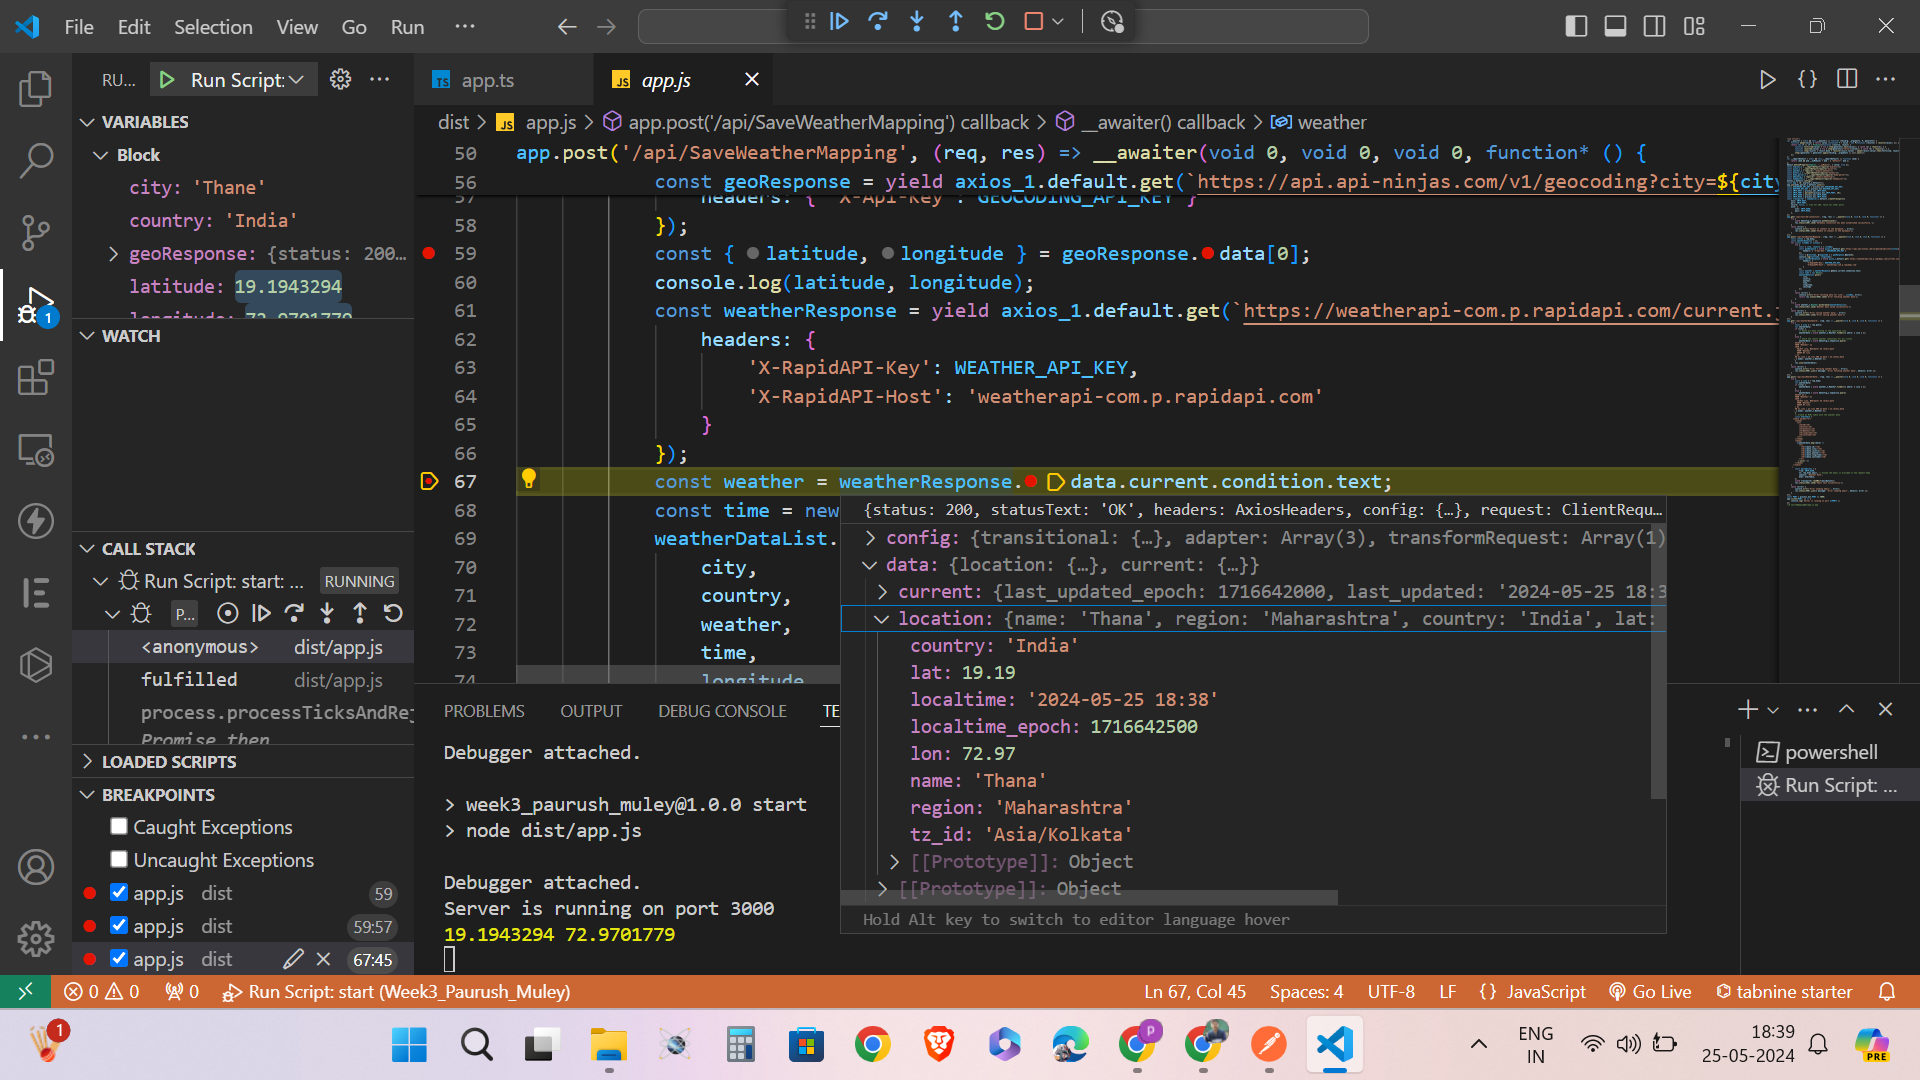 File Edit Selection View Go Run ...
RU... Run Script: ...
app.ts
app.js
VARIABLES
Block
city: 'Thane'
country: 'India'
geoResponse: {status: 200...
latitude: 19.1943294
longitude: 72.9701779
WATCH
CALL STACK
Run Script: start: ... RUNNING
P...
<anonymous> dist/app.js
fulfilled dist/app.js
process.processTicksAndRej
Promise.then
LOADED SCRIPTS
BREAKPOINTS
Caught Exceptions
Uncaught Exceptions
app.js dist 59
app.js dist 59:57
app.js dist 67:45
1
dist > app.js > app.post('/api/SaveWeatherMapping') callback > __awaiter() callback > weather
50 app.post('/api/SaveWeatherMapping', (req, res) => __awaiter(void 0, void 0, void 0, function* () {
56 const geoResponse = yield axios_1.default.get(`https://api.api-ninjas.com/v1/geocoding?city=${city
57 headers: { 'X-Api-Key': GEOCODING_API_KEY }
58 });
59 const { latitude, longitude } = geoResponse.data[0];
60 console.log(latitude, longitude);
61 const weatherResponse = yield axios_1.default.get(`https://weatherapi-com.p.rapidapi.com/current.j
62 headers: {
63 'X-RapidAPI-Key': WEATHER_API_KEY,
64 'X-RapidAPI-Host': 'weatherapi-com.p.rapidapi.com'
65 }
66 });
67 const weather = weatherResponse.data.current.condition.text;
68 const time = new
69 weatherDataList.
70 city,
71 country,
72 weather,
73 time,
74 longitude
{status: 200, statusText: 'OK', headers: AxiosHeaders, config: {…}, request: ClientRequ…
config: {transitional: {…}, adapter: Array(3), transformRequest: Array(1)
data: {location: {…}, current: {…}}
current: {last_updated_epoch: 1716642000, last_updated: '2024-05-25 18:3
location: {name: 'Thana', region: 'Maharashtra', country: 'India', lat:
country: 'India'
lat: 19.19
localtime: '2024-05-25 18:38'
localtime_epoch: 1716642500
lon: 72.97
name: 'Thana'
region: 'Maharashtra'
tz_id: 'Asia/Kolkata'
[[Prototype]]: Object
[[Prototype]]: Object
Hold Alt key to switch to editor language hover
PROBLEMS OUTPUT DEBUG CONSOLE TE
Debugger attached.
> week3_paurush_muley@1.0.0 start
> node dist/app.js
Debugger attached.
Server is running on port 3000
19.1943294 72.9701779
powershell
Run Script: ...
0 0 0 Run Script: start (Week3_Paurush_Muley)
Ln 67, Col 45 Spaces: 4 UTF-8 LF {} JavaScript Go Live tabnine starter
1
ENG
IN
18:39
25-05-2024
PRE